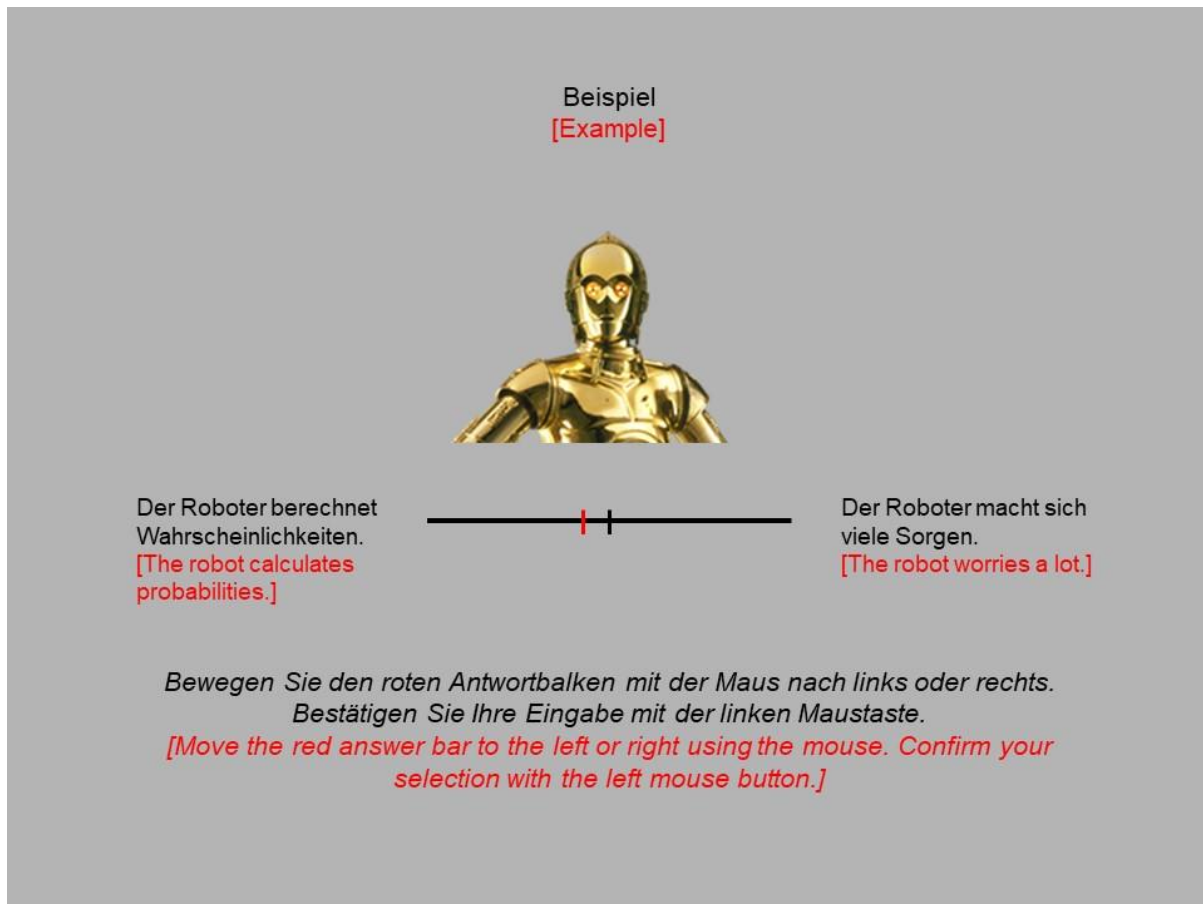 Beispiel
[Example]
Der Roboter berechnet
Wahrscheinlichkeiten.
[The robot calculates
probabilities.]
Der Roboter macht sich
viele Sorgen.
[The robot worries a lot.]
Bewegen Sie den roten Antwortbalken mit der Maus nach links oder rechts.
Bestätigen Sie Ihre Eingabe mit der linken Maustaste.
[Move the red answer bar to the left or right using the mouse. Confirm your
selection with the left mouse button.]